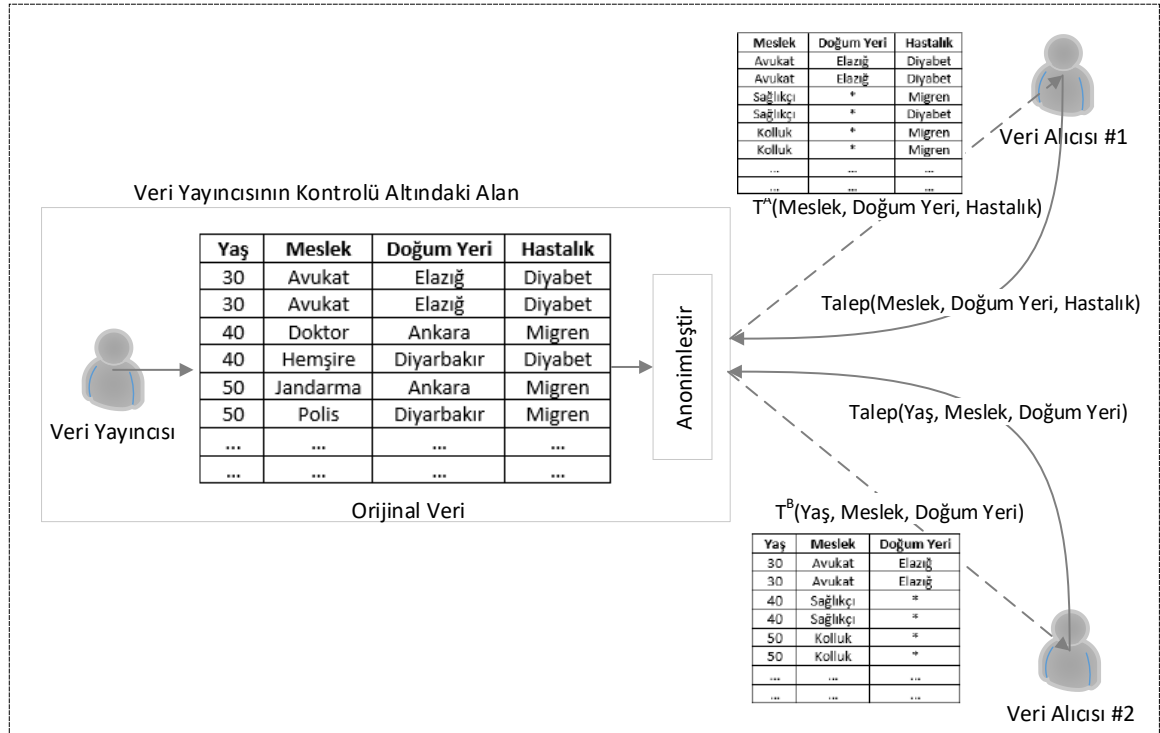 Meslek Doğum Yeri Hastalık
Avukat Elazığ Diyabet
Avukat Elazığ Diyabet
Sağlıkçı * Migren
Sağlıkçı * Diyabet
Kolluk * Migren
Kolluk * Migren
... ... ...
... ... ...
Veri Alıcısı #1
T^A(Meslek, Doğum Yeri, Hastalık)
Talep(Meslek, Doğum Yeri, Hastalık)
Veri Yayıncısının Kontrolü Altındaki Alan
Yaş Meslek Doğum Yeri Hastalık
30 Avukat Elazığ Diyabet
30 Avukat Elazığ Diyabet
40 Doktor Ankara Migren
40 Hemşire Diyarbakır Diyabet
50 Jandarma Ankara Migren
50 Polis Diyarbakır Migren
... ... ... ...
... ... ... ...
Veri Yayıncısı
Orijinal Veri
Anonimleştir
Talep(Yaş, Meslek, Doğum Yeri)
T^B(Yaş, Meslek, Doğum Yeri)
Yaş Meslek Doğum Yeri
30 Avukat Elazığ
30 Avukat Elazığ
40 Sağlıkçı *
40 Sağlıkçı *
50 Kolluk *
50 Kolluk *
... ... ...
... ... ...
Veri Alıcısı #2